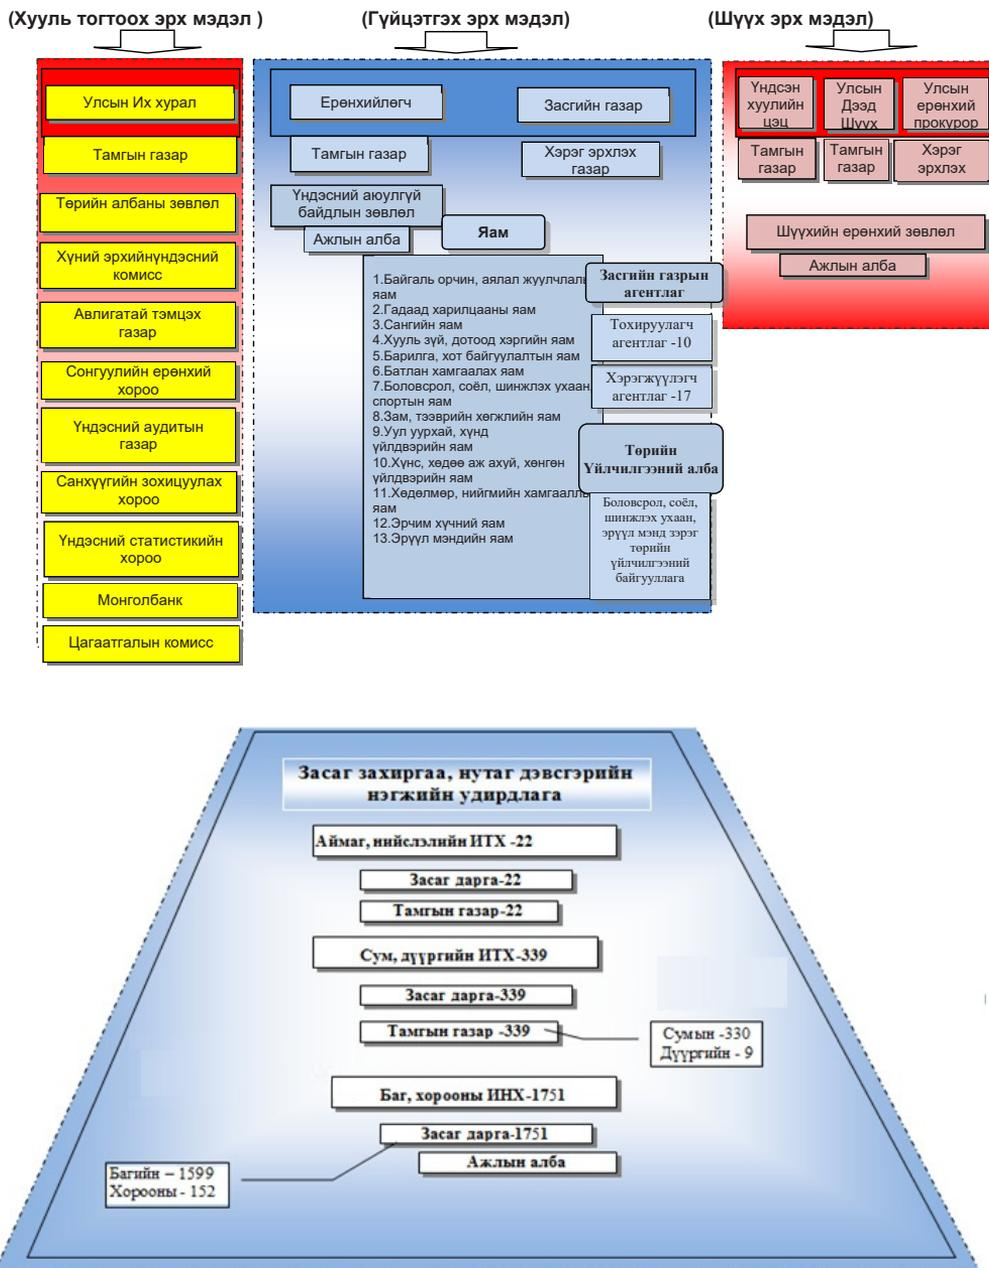 (Хууль тогтоох эрх мэдэл )
(Гүйцэтгэх эрх мэдэл)
(Шүүх эрх мэдэл)
Улсын Их хурал
Тамгын газар
Төрийн албаны зөвлөл
Хүний эрхийнүндэсний
комисс
Авлигатай тэмцэх
газар
Сонгуулийн ерөнхий
хороо
Үндэсний аудитын
газар
Санхүүгийн зохицуулах
хороо
Үндэсний статистикийн
хороо
Монголбанк
Цагаатгалын комисс
Ерөнхийлөгч
Засгийн газар
Тамгын газар
Хэрэг эрхлэх
газар
Үндэсний аюулгүй
байдлын зөвлөл
Ажлын алба
Яам
1.Байгаль орчин, аялал жуулчлалы
яам
2.Гадаад харилцааны яам
3.Сангийн яам
4.Хууль зүй, дотоод хэргийн яам
5.Барилга, хот байгуулалтын яам
6.Батлан хамгаалах яам
7.Боловсрол, соёл, шинжлэх ухаан,
спортын яам
8.Зам, тээврийн хөгжлийн яам
9.Уул уурхай, хүнд
үйлдвэрийн яам
10.Хүнс, хөдөө аж ахуй, хөнгөн
үйлдвэрийн яам
11.Хөдөлмөр, нийгмийн хамгааллы
яам
12.Эрчим хүчний яам
13.Эрүүл мэндийн яам
Засгийн газрын
агентлаг
Тохируулагч
агентлаг -10
Хэрэгжүүлэгч
агентлаг -17
Төрийн
Үйлчилгээний алба
Боловсрол, соёл,
шинжлэх ухаан,
эрүүл мэнд зэрэг
төрийн
үйлчилгээний
байгууллага
Үндсэн
хуулийн
цэц
Улсын
Дээд
Шүүх
Улсын
ерөнхий
прокурор
Тамгын
газар
Тамгын
газар
Хэрэг
эрхлэх
Шүүхийн ерөнхий зөвлөл
Ажлын алба
Засаг захиргаа, нутаг дэвсгэрийн
нэгжийн удирдлага
Аймаг, нийслэлийн ИТХ -22
Засаг дарга-22
Тамгын газар-22
Сум, дүүргийн ИТХ-339
Засаг дарга-339
Тамгын газар -339
Сумын -330
Дүүргийн - 9
Баг, хорооны ИНХ-1751
Засаг дарга-1751
Ажлын алба
Багийн – 1599
Хорооны - 152